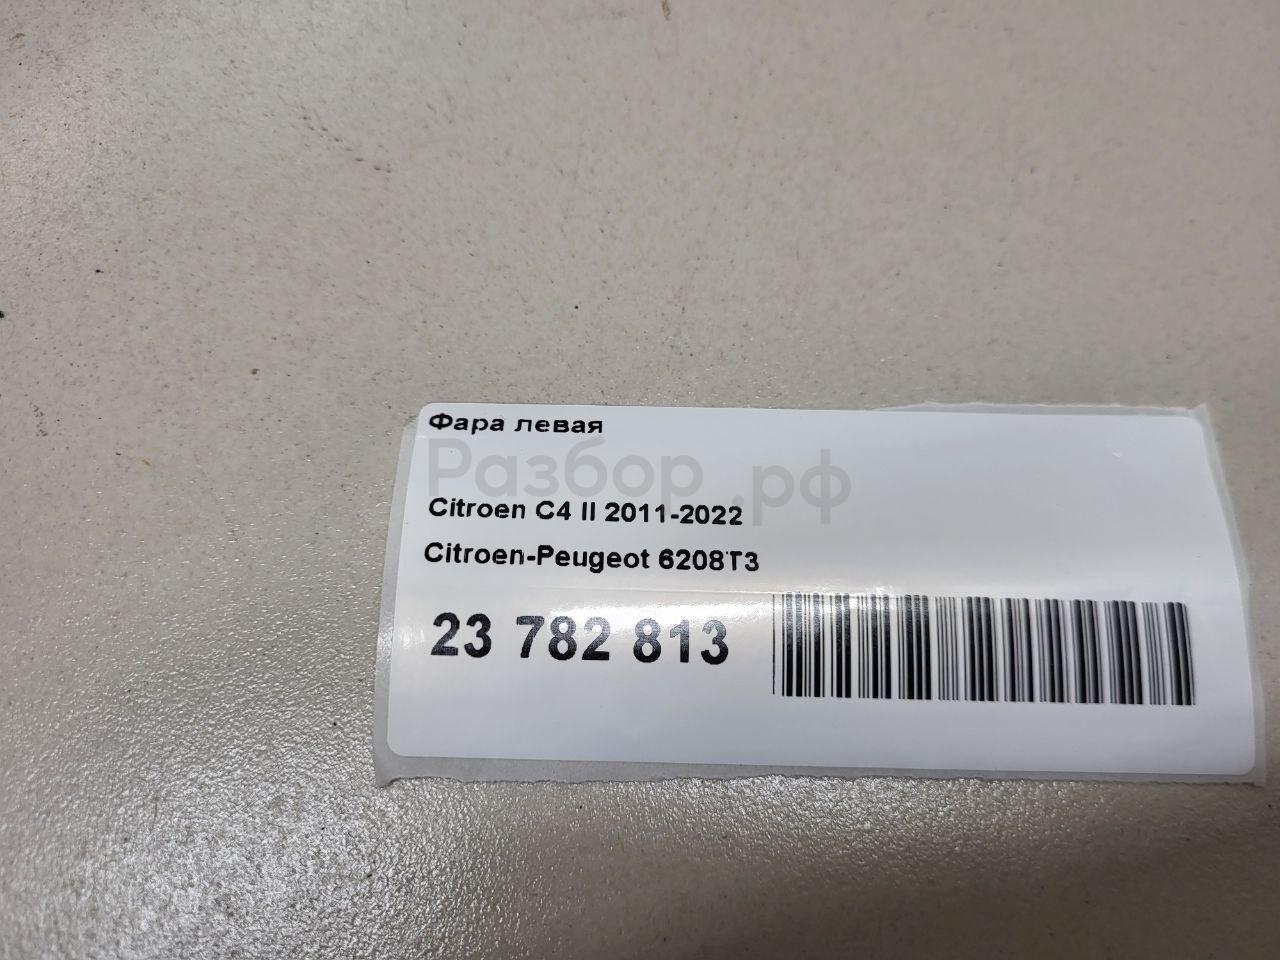 Фара левая
Разбор.рф
Citroen C4 II 2011-2022
Citroen-Peugeot 6208T3
23 782 813